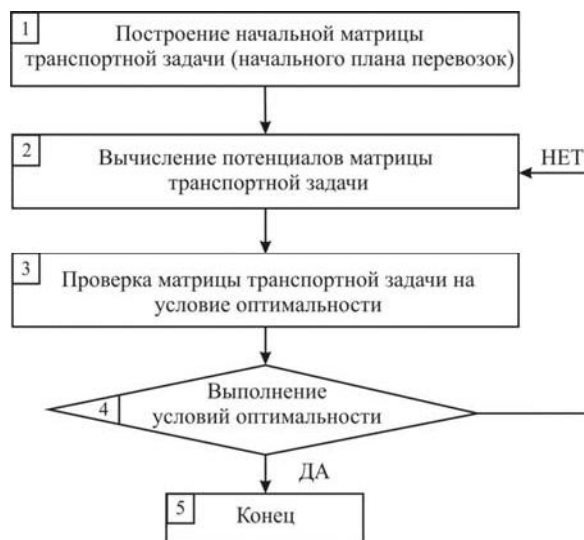 1
Построение начальной матрицы
транспортной задачи (начального плана перевозок)
2
Вычисление потенциалов матрицы
транспортной задачи
НЕТ
3
Проверка матрицы транспортной задачи на
условие оптимальности
4
Выполнение
условий оптимальности
ДА
5
Конец